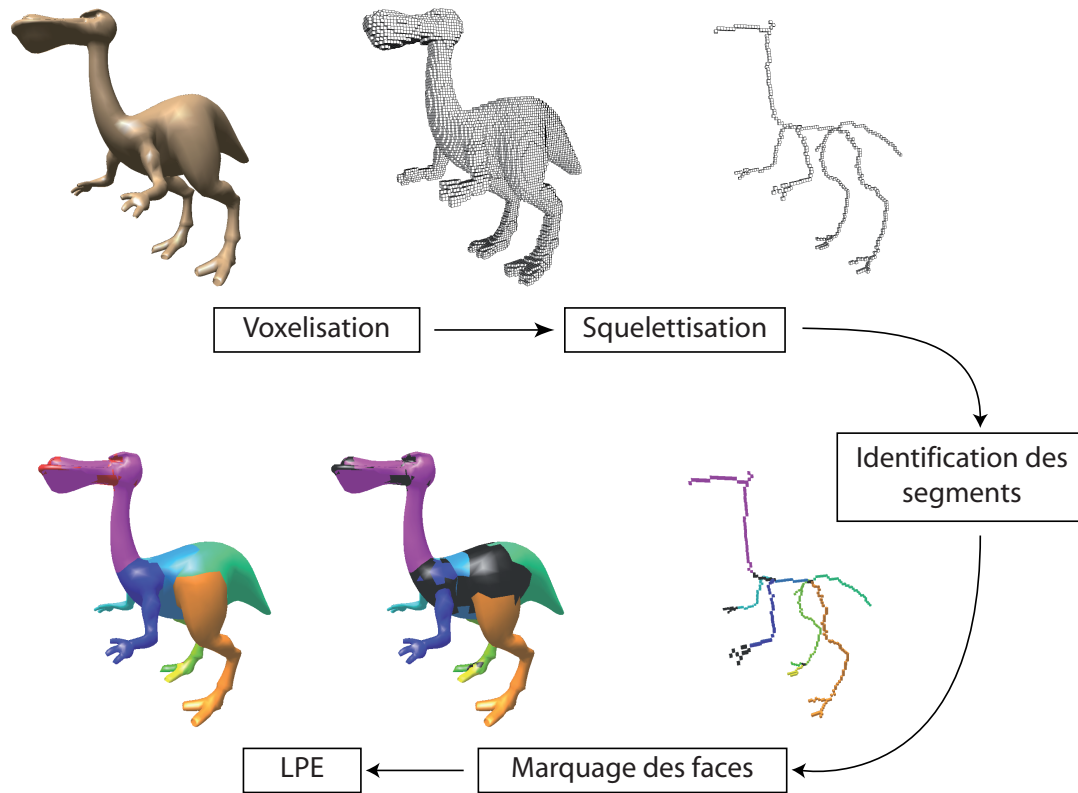 Voxelisation
Squelettisation
Identification des
segments
Marquage des faces
LPE